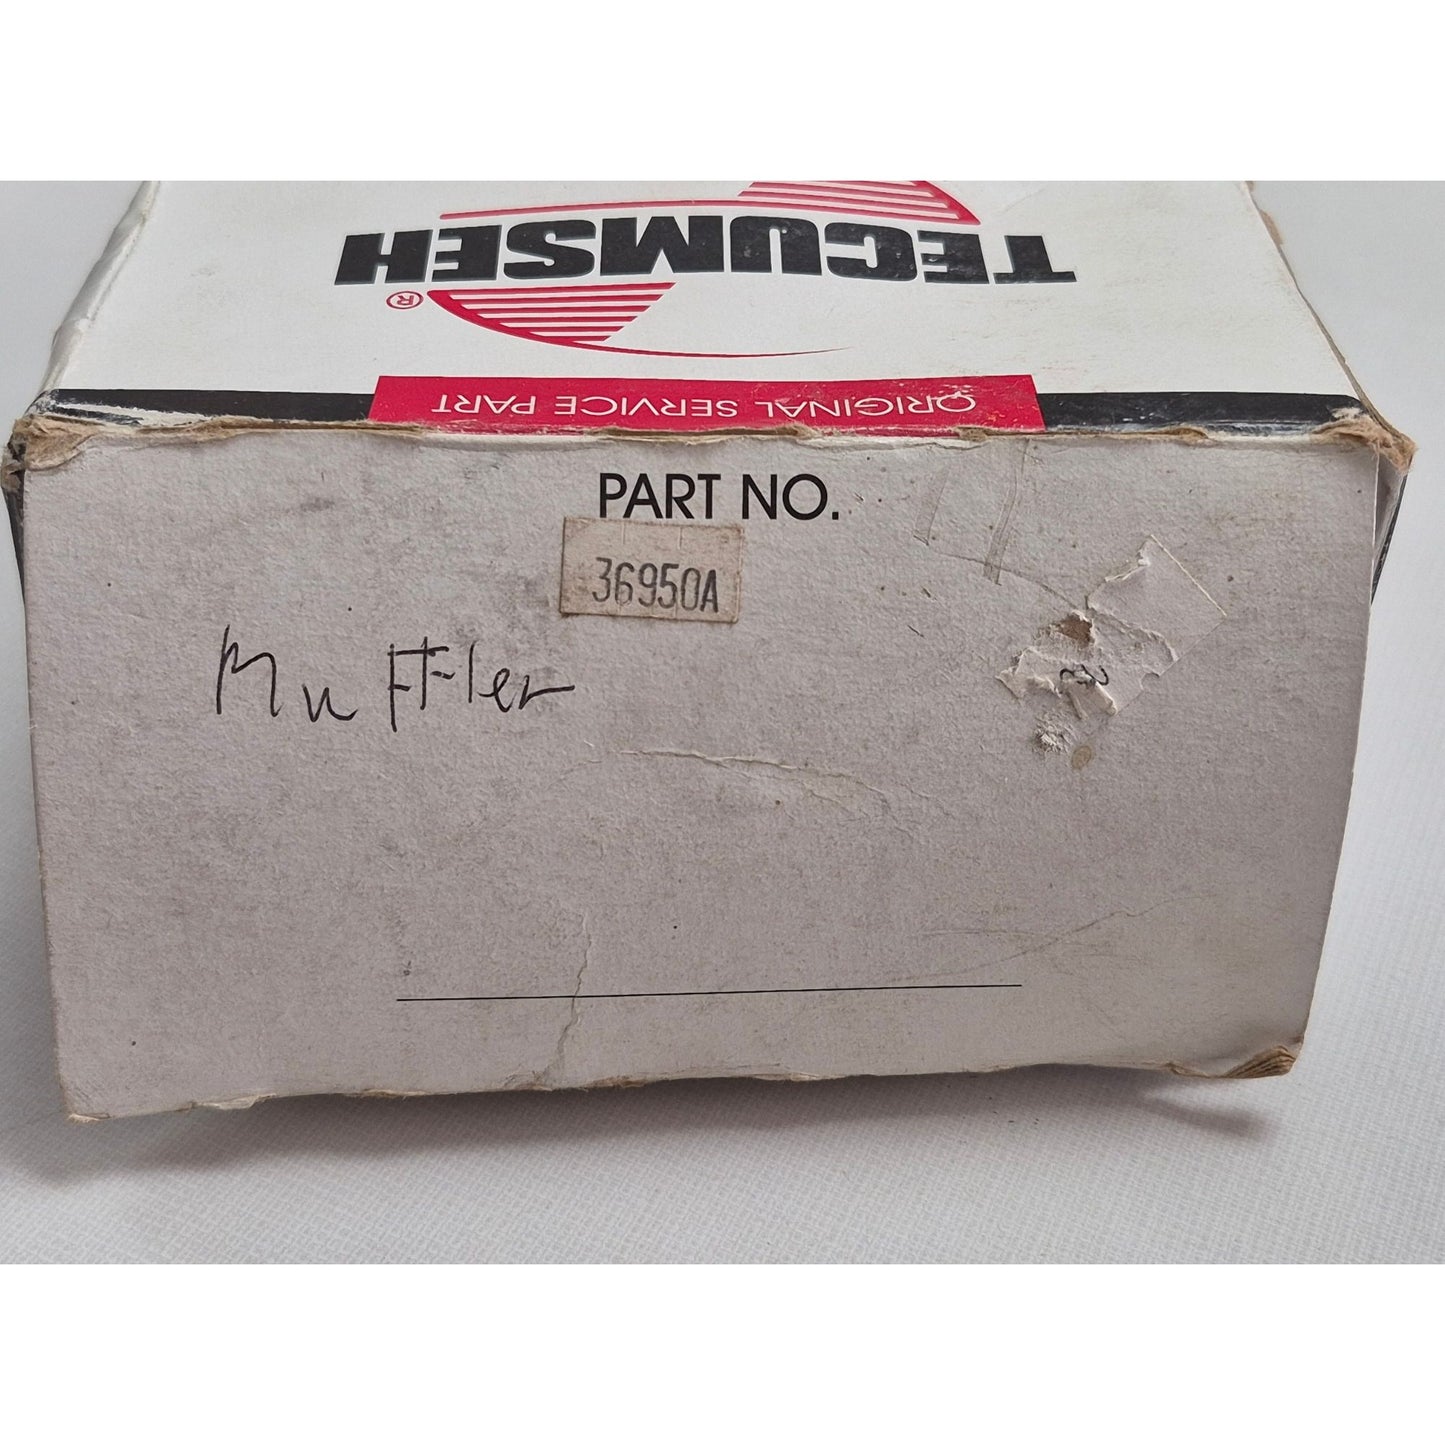 TECUMSEH®
ORIGINAL SERVICE PART
PART NO.
36950A
Muffler